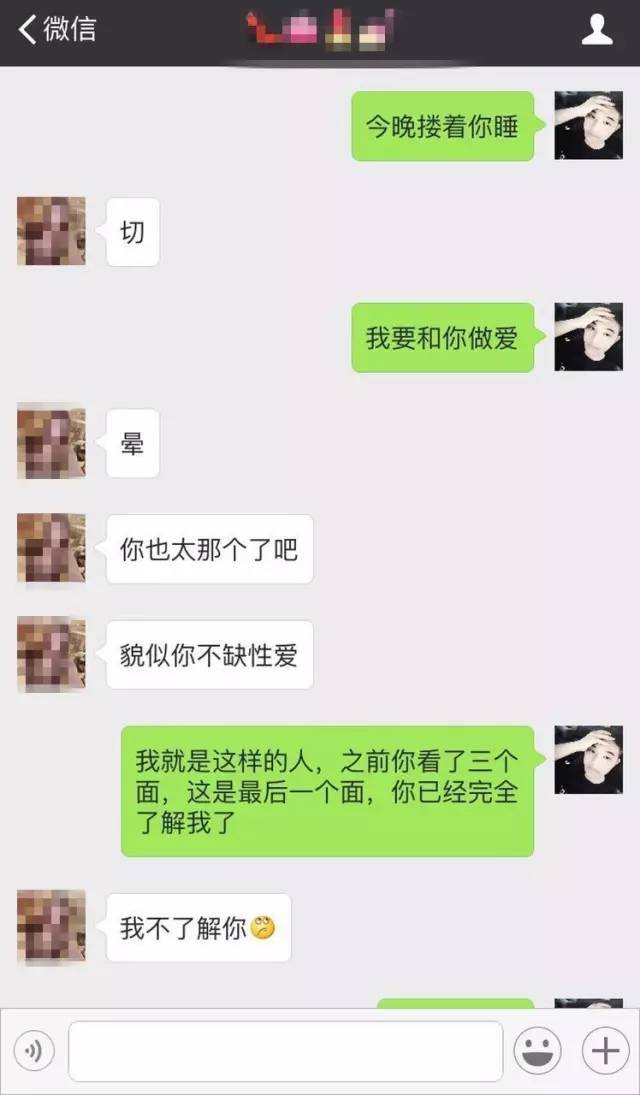 微信
今晚搂着你睡
切
我要和你做爱
晕
你也太那个了吧
貌似你不缺性爱
我就是这样的人，之前你看了三个
面，这是最后一个面，你已经完全
了解我了
我不了解你